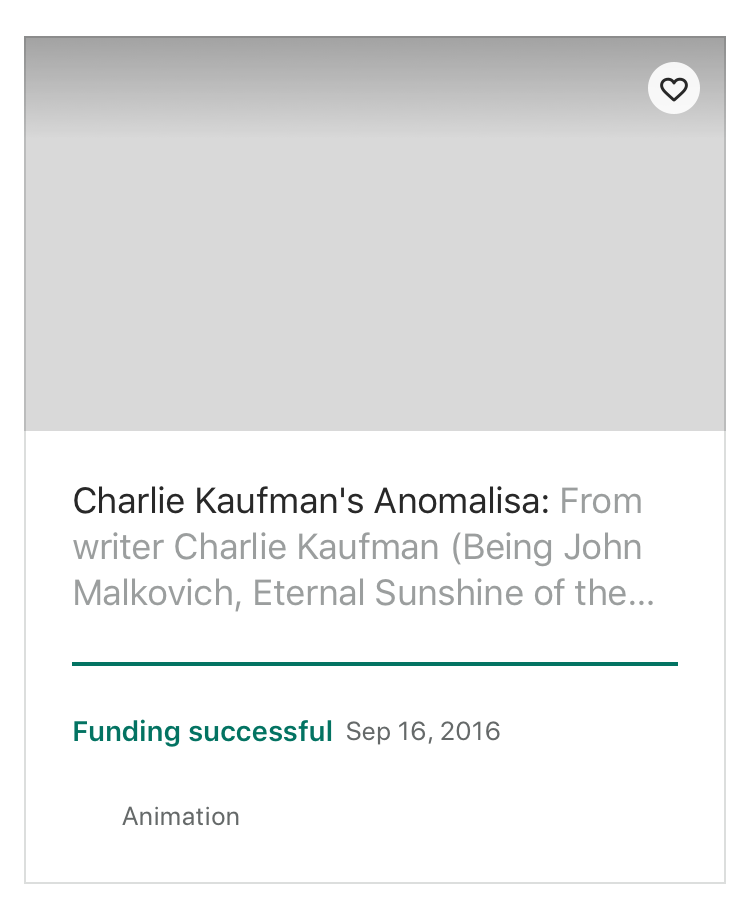 Charlie Kaufman's Anomalisa: From
writer Charlie Kaufman (Being John
Malkovich, Eternal Sunshine of the...
Funding successful Sep 16, 2016
Animation